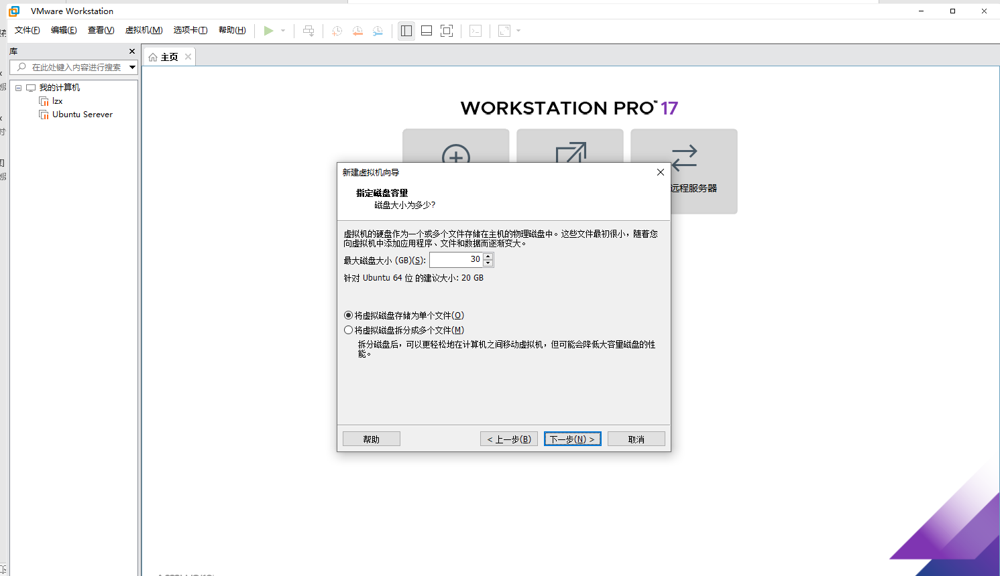 VMware Workstation
文件(F) 编辑(E) 查看(V) 虚拟机(M) 选项卡(T) 帮助(H)
库
在此处键入内容进行搜索
我的计算机
lzx
Ubuntu Serever
主页
WORKSTATION PRO™ 17
远程服务器
新建虚拟机向导
指定磁盘容量
磁盘大小为多少?
虚拟机的硬盘作为一个或多个文件存储在主机的物理磁盘中。这些文件最初很小，随着您
向虚拟机中添加应用程序、文件和数据而逐渐变大。
最大磁盘大小 (GB)(S): 30
针对 Ubuntu 64 位 的建议大小: 20 GB
将虚拟磁盘存储为单个文件(O)
将虚拟磁盘拆分成多个文件(M)
拆分磁盘后，可以更轻松地在计算机之间移动虚拟机，但可能会降低大容量磁盘的性
能。
帮助 < 上一步(B) 下一步(N) > 取消